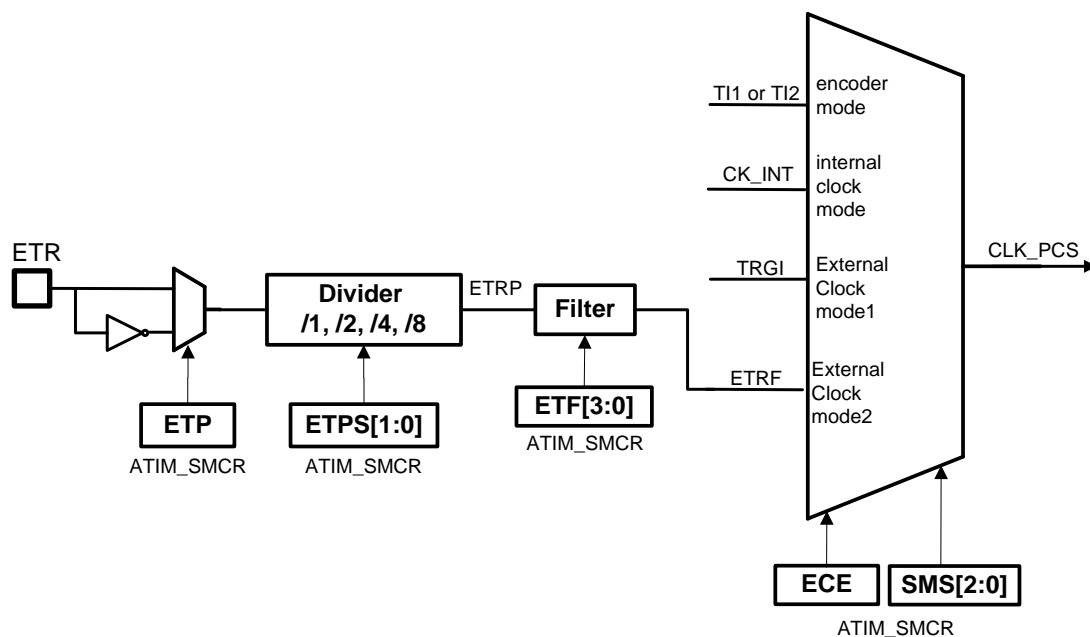 ETR
ETP
ATIM_SMCR
Divider
/1, /2, /4, /8
ETPS[1:0]
ATIM_SMCR
ETRP
Filter
ETF[3:0]
ATIM_SMCR
TI1 or TI2
encoder
mode
CK_INT
internal
clock
mode
TRGI
External
Clock
mode1
ETRF
External
Clock
mode2
CLK_PCS
ECE
SMS[2:0]
ATIM_SMCR